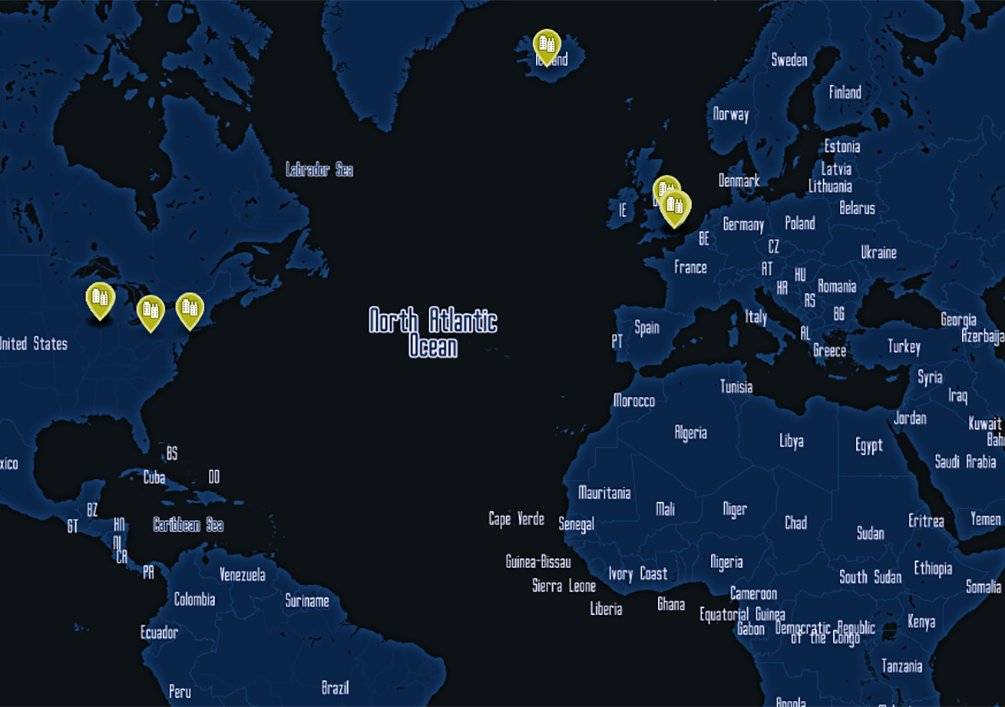 Iceland
Sweden
Finland
Norway
Estonia
Labrador Sea
Latvia
Denmark
Lithuania
IE
Belarus
Germany
Poland
BE
CZ
Ukraine
France
AT
HU
HR
Romania
RS
BG
North Atlantic
Ocean
Italy
Georgia
Spain
AL
Azerbaija
PT
United States
Greece
Turkey
Syria
Tunisia
Iraq
Morocco
Jordan
Kuwait
Algeria
Libya
Egypt
Bah
BS
xico
Saudi Arabia
Cuba
DO
Mauritania
BZ
Mali
Niger
GT
HN
Caribbean Sea
Cape Verde
Senegal
Chad
Eritrea
Yemen
NI
Sudan
CR
Guinea-Bissau
Nigeria
PA
Venezuela
Ivory Coast
South Sudan
Ethiopia
Sierra Leone
Somalia
Colombia
Suriname
Liberia
Ghana
Cameroon
Equatorial Guinea
Ecuador
Gabon
Democratic Republic
of the Congo
Kenya
Tanzania
Peru
Brazil
Angola